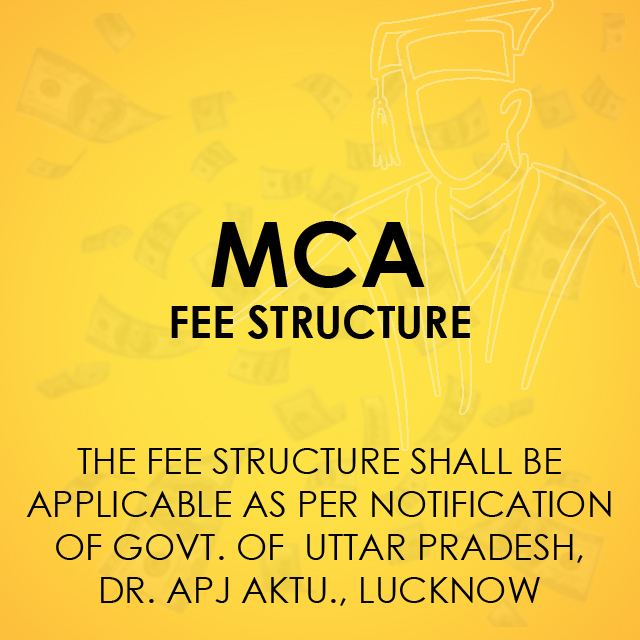 MCA
FEE STRUCTURE
THE FEE STRUCTURE SHALL BE
APPLICABLE AS PER NOTIFICATION
OF GOVT. OF UTTAR PRADESH,
DR. APJ AKTU., LUCKNOW